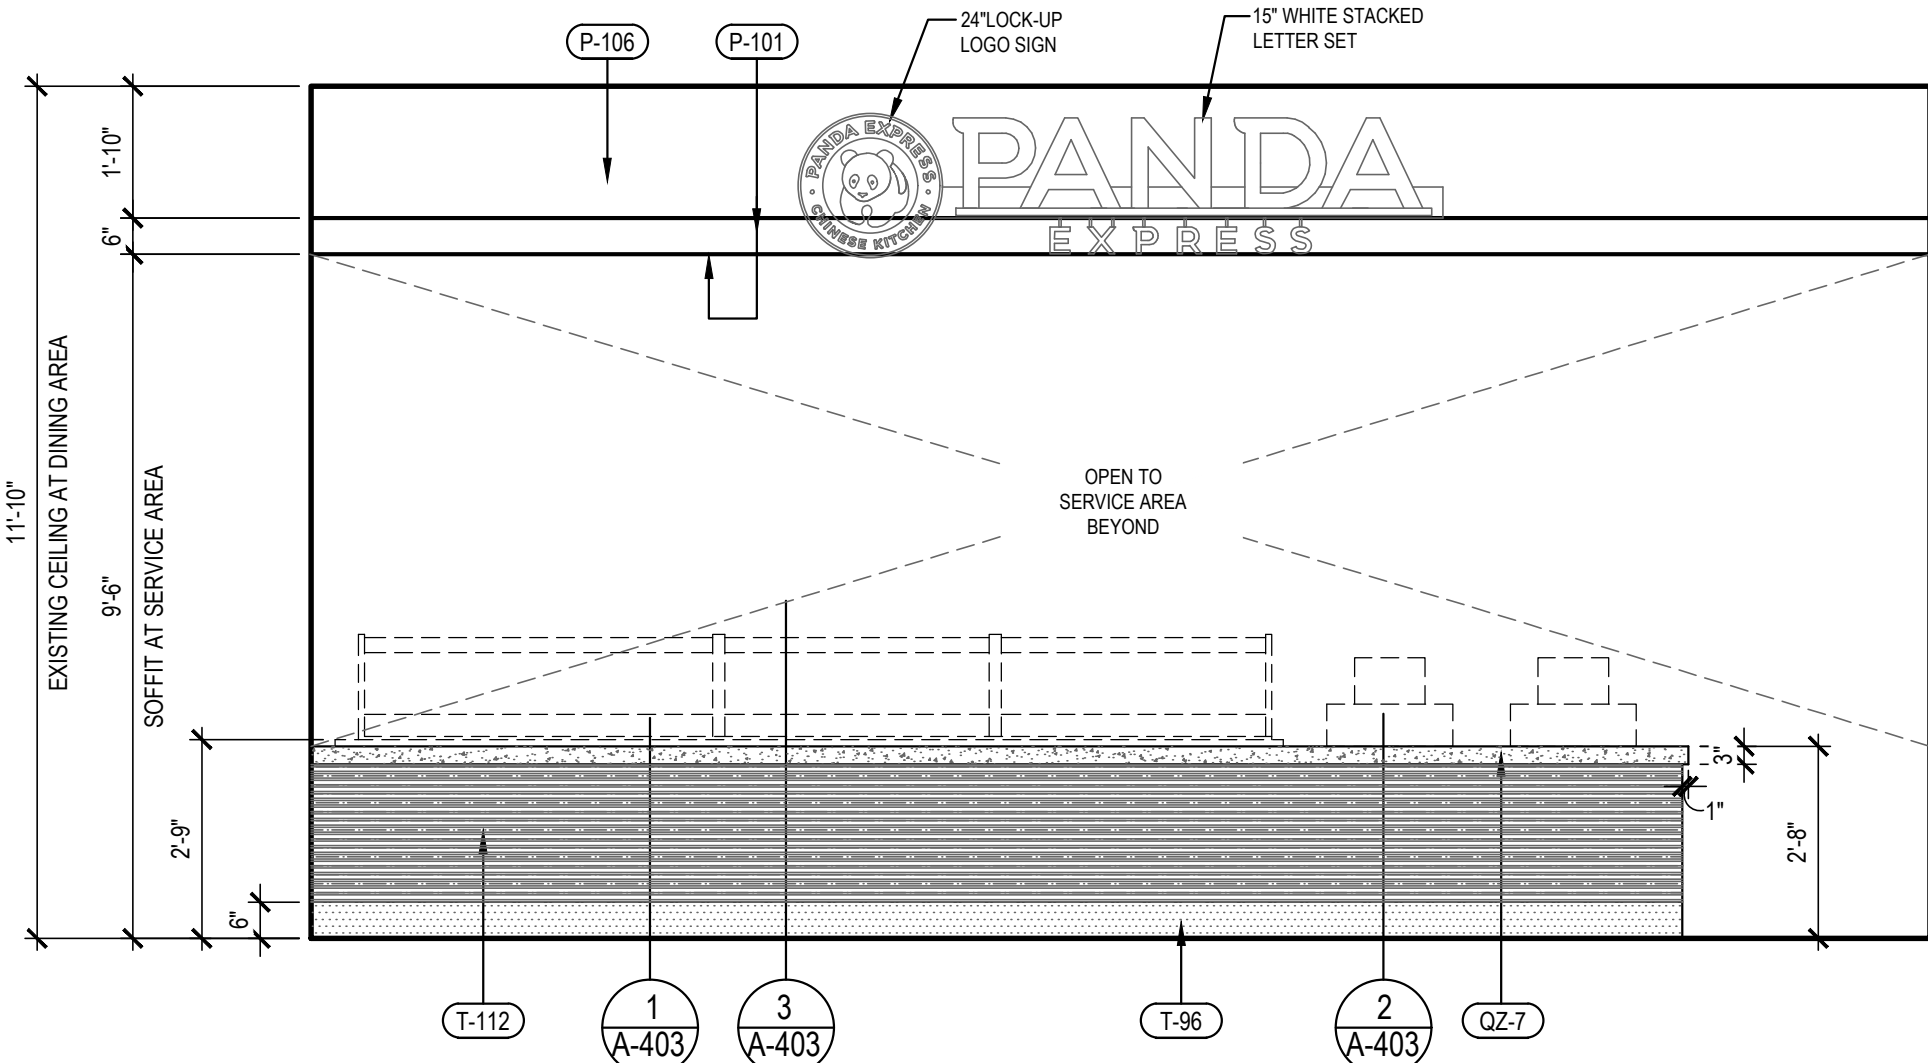 24"LOCK-UP
LOGO SIGN
15" WHITE STACKED
LETTER SET
P-106
P-101
PANDA EXPRESS
CHINESE KITCHEN
PANDA
EXPRESS
1'-10"
6"
11'-10"
EXISTING CEILING AT DINING AREA
9'-6"
SOFFIT AT SERVICE AREA
OPEN TO
SERVICE AREA
BEYOND
2'-9"
6"
3"
1"
2'-8"
T-112
1
A-403
3
A-403
T-96
2
A-403
QZ-7